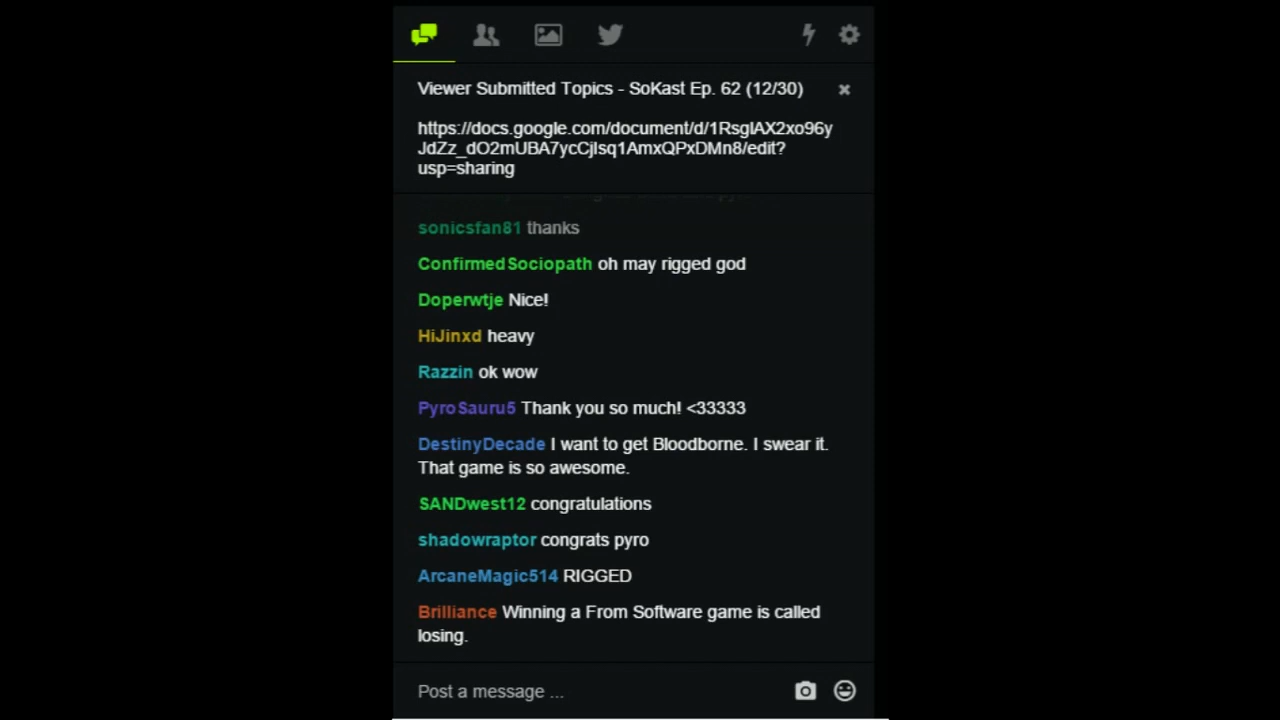 Viewer Submitted Topics - SoKast Ep. 62 (12/30)
https://docs.google.com/document/d/1RsglAX2xo96y
JdZz_dO2mUBA7ycCjlsq1AmxQPxDMn8/edit?
usp=sharing
sonicsfan81 thanks
ConfirmedSociopath oh may rigged god
Doperwtje Nice!
HiJinxd heavy
Razzin ok wow
PyroSauru5 Thank you so much! <33333
DestinyDecade I want to get Bloodborne. I swear it.
That game is so awesome.
SANDwest12 congratulations
shadowraptor congrats pyro
ArcaneMagic514 RIGGED
Brilliance Winning a From Software game is called
losing.
Post a message ...